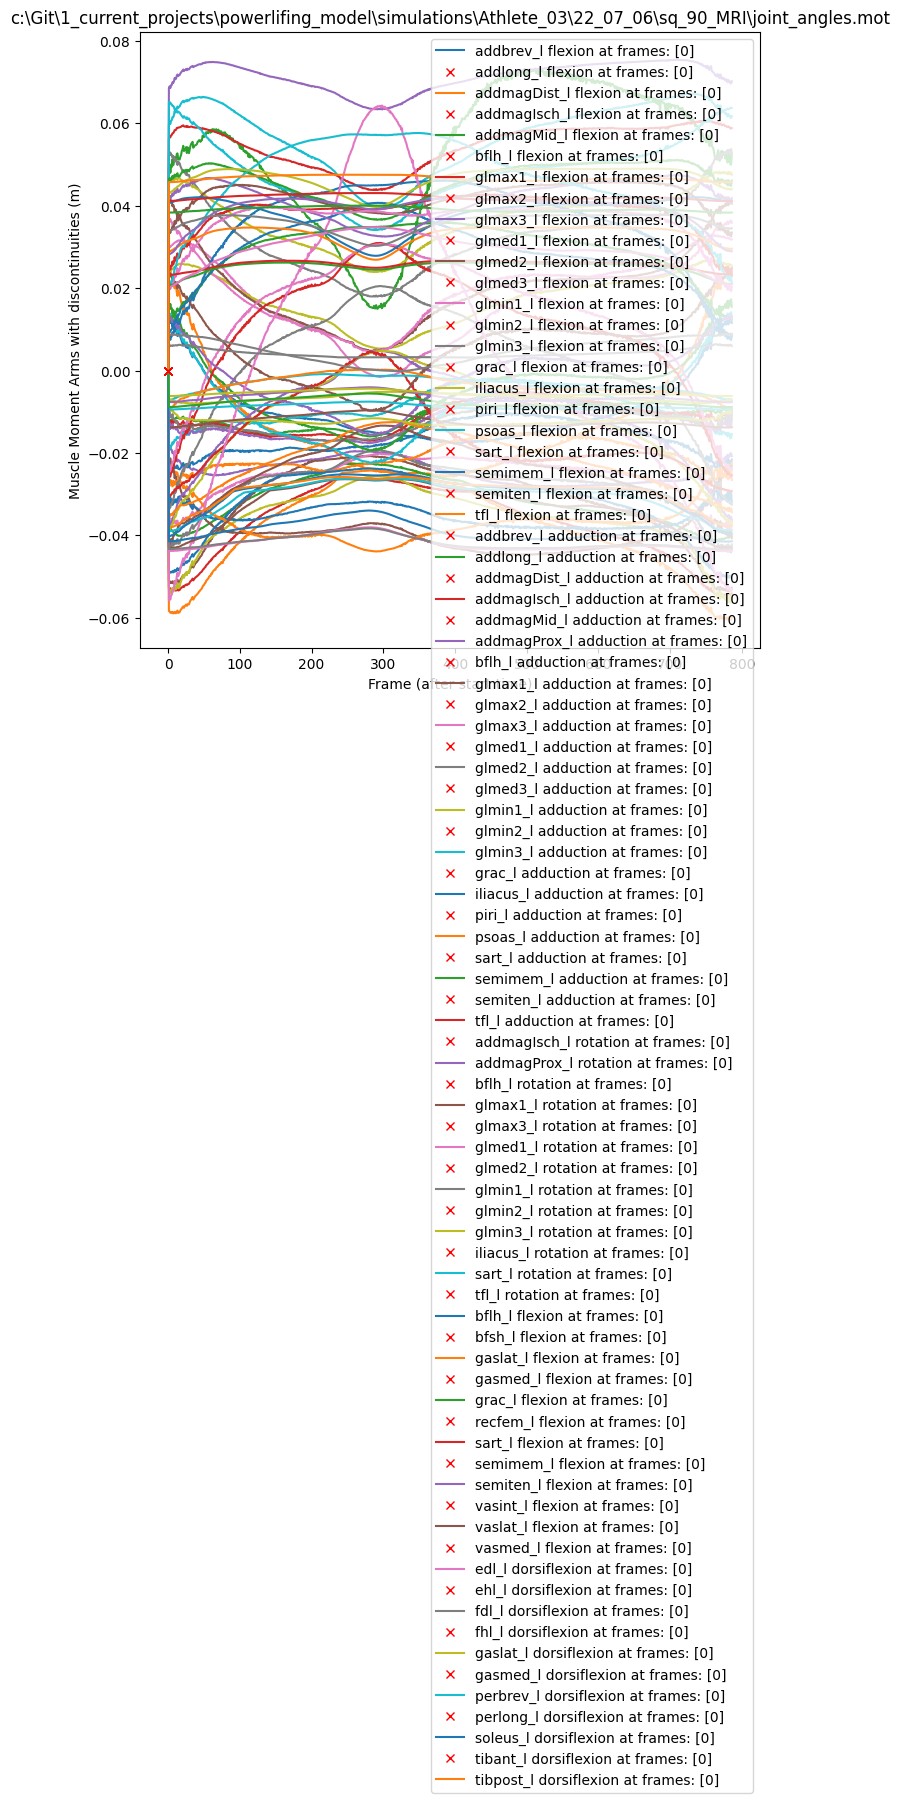 c:\Git\1_current_projects\powerlifing_model\simulations\Athlete_03\22_07_06\sq_90_MRI\joint_angles.mot
0.08
0.06
0.04
0.02
0.00
−0.02
−0.04
−0.06
Muscle Moment Arms with discontinuities (m)
0
100
200
300
400
800
Frame (after
addbrev_l flexion at frames: [0]
addlong_l flexion at frames: [0]
addmagDist_l flexion at frames: [0]
addmagIsch_l flexion at frames: [0]
addmagMid_l flexion at frames: [0]
bflh_l flexion at frames: [0]
glmax1_l flexion at frames: [0]
glmax2_l flexion at frames: [0]
glmax3_l flexion at frames: [0]
glmed1_l flexion at frames: [0]
glmed2_l flexion at frames: [0]
glmed3_l flexion at frames: [0]
glmin1_l flexion at frames: [0]
glmin2_l flexion at frames: [0]
glmin3_l flexion at frames: [0]
grac_l flexion at frames: [0]
iliacus_l flexion at frames: [0]
piri_l flexion at frames: [0]
psoas_l flexion at frames: [0]
sart_l flexion at frames: [0]
semimem_l flexion at frames: [0]
semiten_l flexion at frames: [0]
tfl_l flexion at frames: [0]
addbrev_l adduction at frames: [0]
addlong_l adduction at frames: [0]
addmagDist_l adduction at frames: [0]
addmagIsch_l adduction at frames: [0]
addmagMid_l adduction at frames: [0]
addmagProx_l adduction at frames: [0]
bflh_l adduction at frames: [0]
glmax1_l adduction at frames: [0]
glmax2_l adduction at frames: [0]
glmax3_l adduction at frames: [0]
glmed1_l adduction at frames: [0]
glmed2_l adduction at frames: [0]
glmed3_l adduction at frames: [0]
glmin1_l adduction at frames: [0]
glmin2_l adduction at frames: [0]
glmin3_l adduction at frames: [0]
grac_l adduction at frames: [0]
iliacus_l adduction at frames: [0]
piri_l adduction at frames: [0]
psoas_l adduction at frames: [0]
sart_l adduction at frames: [0]
semimem_l adduction at frames: [0]
semiten_l adduction at frames: [0]
tfl_l adduction at frames: [0]
addmagIsch_l rotation at frames: [0]
addmagProx_l rotation at frames: [0]
bflh_l rotation at frames: [0]
glmax1_l rotation at frames: [0]
glmax3_l rotation at frames: [0]
glmed1_l rotation at frames: [0]
glmed2_l rotation at frames: [0]
glmin1_l rotation at frames: [0]
glmin2_l rotation at frames: [0]
glmin3_l rotation at frames: [0]
iliacus_l rotation at frames: [0]
sart_l rotation at frames: [0]
tfl_l rotation at frames: [0]
bflh_l flexion at frames: [0]
bfsh_l flexion at frames: [0]
gaslat_l flexion at frames: [0]
gasmed_l flexion at frames: [0]
grac_l flexion at frames: [0]
recfem_l flexion at frames: [0]
sart_l flexion at frames: [0]
semimem_l flexion at frames: [0]
semiten_l flexion at frames: [0]
vasint_l flexion at frames: [0]
vaslat_l flexion at frames: [0]
vasmed_l flexion at frames: [0]
edl_l dorsiflexion at frames: [0]
ehl_l dorsiflexion at frames: [0]
fdl_l dorsiflexion at frames: [0]
fhl_l dorsiflexion at frames: [0]
gaslat_l dorsiflexion at frames: [0]
gasmed_l dorsiflexion at frames: [0]
perbrev_l dorsiflexion at frames: [0]
perlong_l dorsiflexion at frames: [0]
soleus_l dorsiflexion at frames: [0]
tibant_l dorsiflexion at frames: [0]
tibpost_l dorsiflexion at frames: [0]